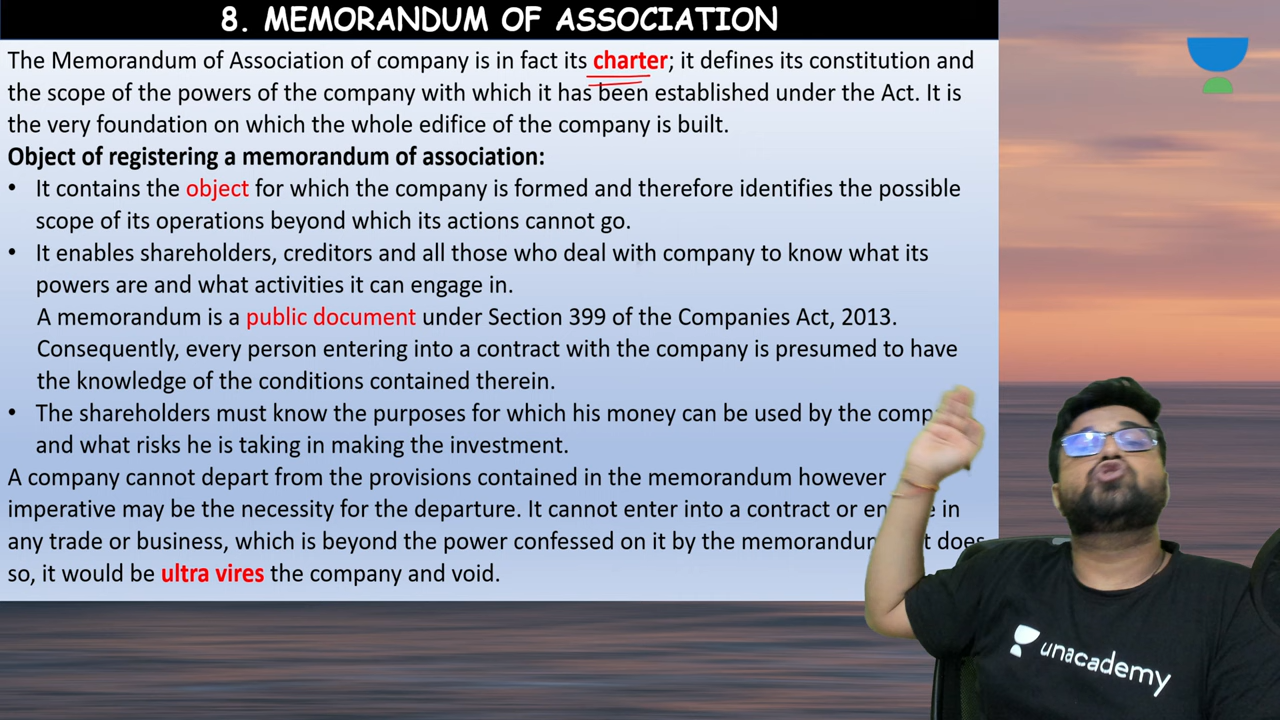 8. MEMORANDUM OF ASSOCIATION
The Memorandum of Association of company is in fact its charter; it defines its constitution and
the scope of the powers of the company with which it has been established under the Act. It is
the very foundation on which the whole edifice of the company is built.
Object of registering a memorandum of association:
• It contains the object for which the company is formed and therefore identifies the possible
scope of its operations beyond which its actions cannot go.
• It enables shareholders, creditors and all those who deal with company to know what its
powers are and what activities it can engage in.
A memorandum is a public document under Section 399 of the Companies Act, 2013.
Consequently, every person entering into a contract with the company is presumed to have
the knowledge of the conditions contained therein.
• The shareholders must know the purposes for which his money can be used by the
and what risks he is taking in making the investment.
A company cannot depart from the provisions contained in the memorandum however
imperative may be the necessity for the departure. It cannot enter into a contract or in
any trade or business, which is beyond the power confessed on it by the does
so, it would be ultra vires the company and void.
unacademy